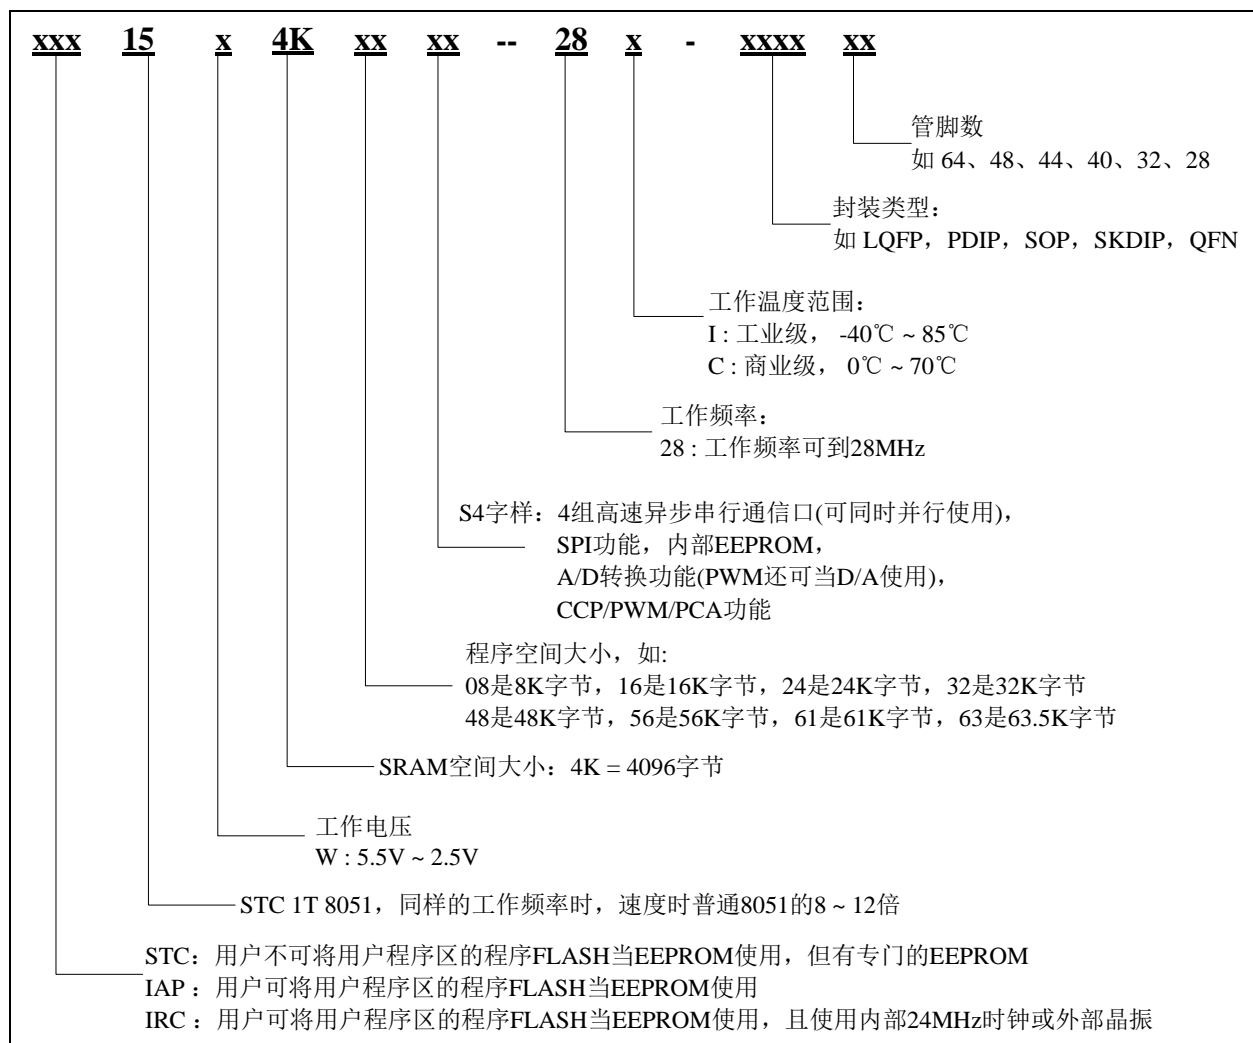 xxx 15 x 4K xx xx -- 28 x - xxxx xx
管脚数
如 64、48、44、40、32、28
封装类型：
如 LQFP，PDIP，SOP，SKDIP，QFN
工作温度范围：
I : 工业级， -40℃ ~ 85℃
C : 商业级， 0℃ ~ 70℃
工作频率：
28 : 工作频率可到28MHz
S4字样：4组高速异步串行通信口(可同时并行使用)，
SPI功能，内部EEPROM，
A/D转换功能(PWM还可当D/A使用)，
CCP/PWM/PCA功能
程序空间大小，如:
08是8K字节，16是16K字节，24是24K字节，32是32K字节
48是48K字节，56是56K字节，61是61K字节，63是63.5K字节
SRAM空间大小：4K = 4096字节
工作电压
W : 5.5V ~ 2.5V
STC 1T 8051，同样的工作频率时，速度时普通8051的8 ~ 12倍
STC：用户不可将用户程序区的程序FLASH当EEPROM使用，但有专门的EEPROM
IAP：用户可将用户程序区的程序FLASH当EEPROM使用
IRC：用户可将用户程序区的程序FLASH当EEPROM使用，且使用内部24MHz时钟或外部晶振